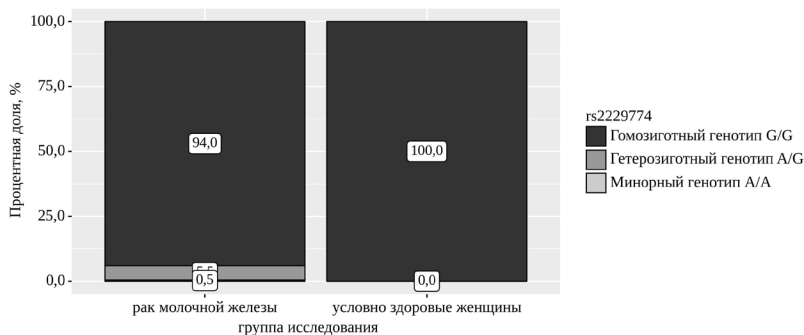 100,0
75,0
50,0
25,0
0,0
Процентная доля, %
94,0
0,5
100,0
0,0
рак молочной железы
условно здоровые женщины
группа исследования
rs2229774
Гомозиготный генотип G/G
Гетерозиготный генотип A/G
Минорный генотип A/A